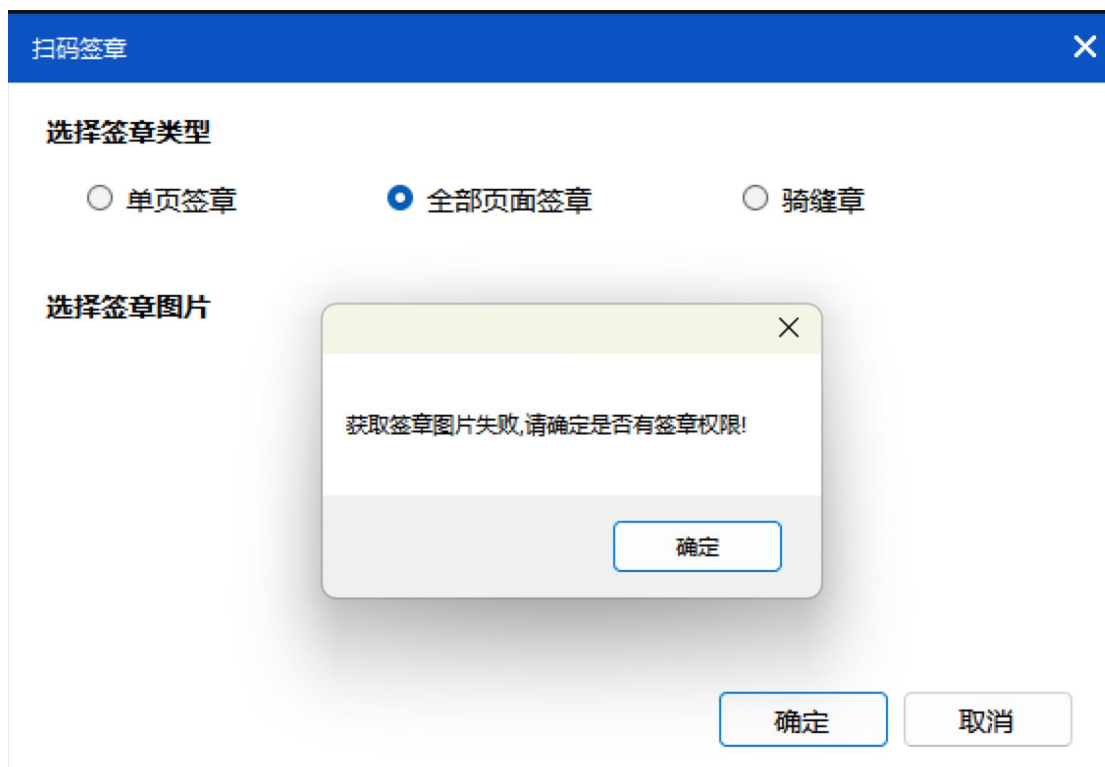 扫码签章
选择签章类型
单页签章 全部页面签章 骑缝章
选择签章图片
获取签章图片失败,请确定是否有签章权限!
确定
确定 取消